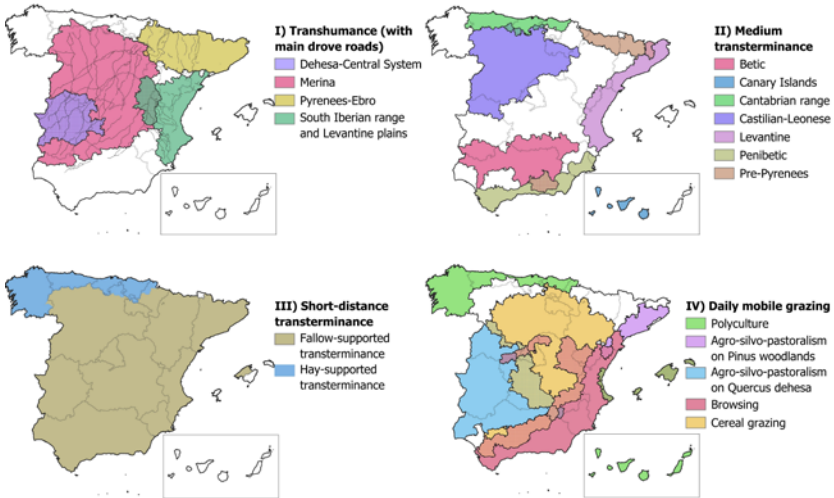 I) Transhumance (with
main drove roads)
Dehesa-Central System
Merina
Pyrenees-Ebro
South Iberian range
and Levantine plains
II) Medium
transterminance
Betic
Canary Islands
Cantabrian range
Castilian-Leonese
Levantine
Penibetic
Pre-Pyrenees
III) Short-distance
transterminance
Fallow-supported
transterminance
Hay-supported
transterminance
IV) Daily mobile grazing
Polyculture
Agro-silvo-pastoralism
on Pinus woodlands
Agro-silvo-pastoralism
on Quercus dehesa
Browsing
Cereal grazing